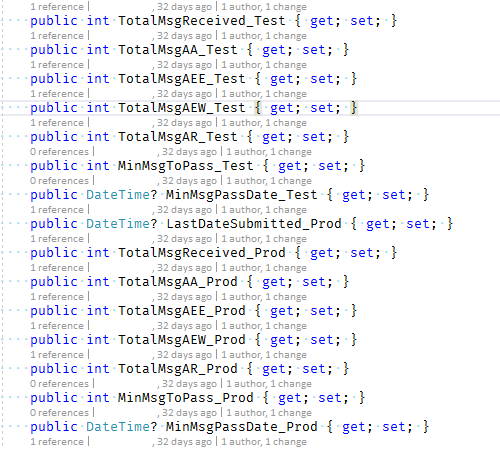 1 reference | , 32 days ago | 1 author, 1 change
public int TotalMsgReceived_Test { get; set; }
1 reference | , 32 days ago | 1 author, 1 change
public int TotalMsgAA_Test { get; set; }
1 reference | , 32 days ago | 1 author, 1 change
public int TotalMsgAEE_Test { get; set; }
1 reference | , 32 days ago | 1 author, 1 change
public int TotalMsgAEW_Test { get; set; }
1 reference | , 32 days ago | 1 author, 1 change
public int TotalMsgAR_Test { get; set; }
0 references | , 32 days ago | 1 author, 1 change
public int MinMsgToPass_Test { get; set; }
0 references | , 32 days ago | 1 author, 1 change
public DateTime? MinMsgPassDate_Test { get; set; }
1 reference | , 32 days ago | 1 author, 1 change
public DateTime? LastDateSubmitted_Prod { get; set; }
1 reference | , 32 days ago | 1 author, 1 change
public int TotalMsgReceived_Prod { get; set; }
1 reference | , 32 days ago | 1 author, 1 change
public int TotalMsgAA_Prod { get; set; }
1 reference | , 32 days ago | 1 author, 1 change
public int TotalMsgAEE_Prod { get; set; }
1 reference | , 32 days ago | 1 author, 1 change
public int TotalMsgAEW_Prod { get; set; }
1 reference | , 32 days ago | 1 author, 1 change
public int TotalMsgAR_Prod { get; set; }
0 references | , 32 days ago | 1 author, 1 change
public int MinMsgToPass_Prod { get; set; }
0 references | , 32 days ago | 1 author, 1 change
public DateTime? MinMsgPassDate_Prod { get; set; }
1 reference | , 32 days ago | 1 author, 1 change